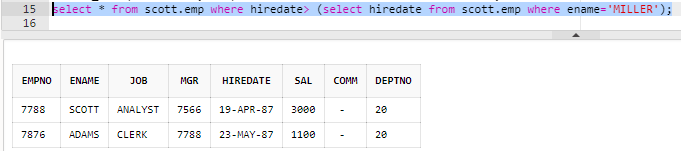 15 select * from scott.emp where hiredate> (select hiredate from scott.emp where ename='MILLER');
16
EMPNO ENAME JOB MGR HIREDATE SAL COMM DEPTNO
7788 SCOTT ANALYST 7566 19-APR-87 3000 - 20
7876 ADAMS CLERK 7788 23-MAY-87 1100 - 20